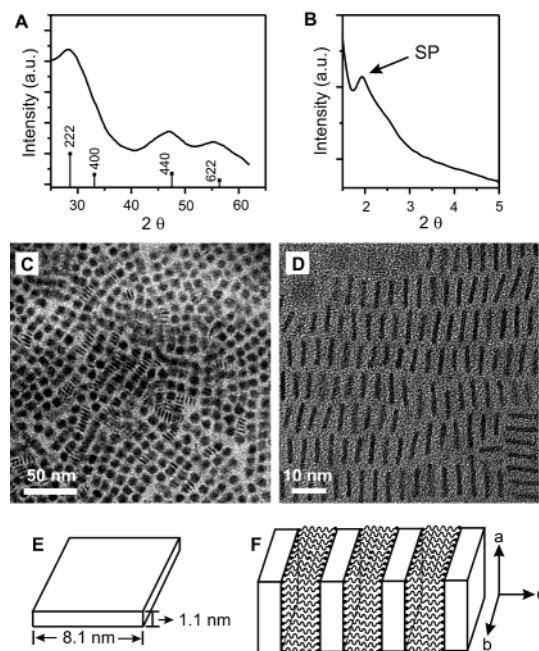 A
B
Intensity (a.u.)
222
400
440
622
30
40
50
60
2 θ
Intensity (a.u.)
SP
2
3
4
5
2 θ
C
50 nm
D
10 nm
E
1.1 nm
8.1 nm
F
a
b
c